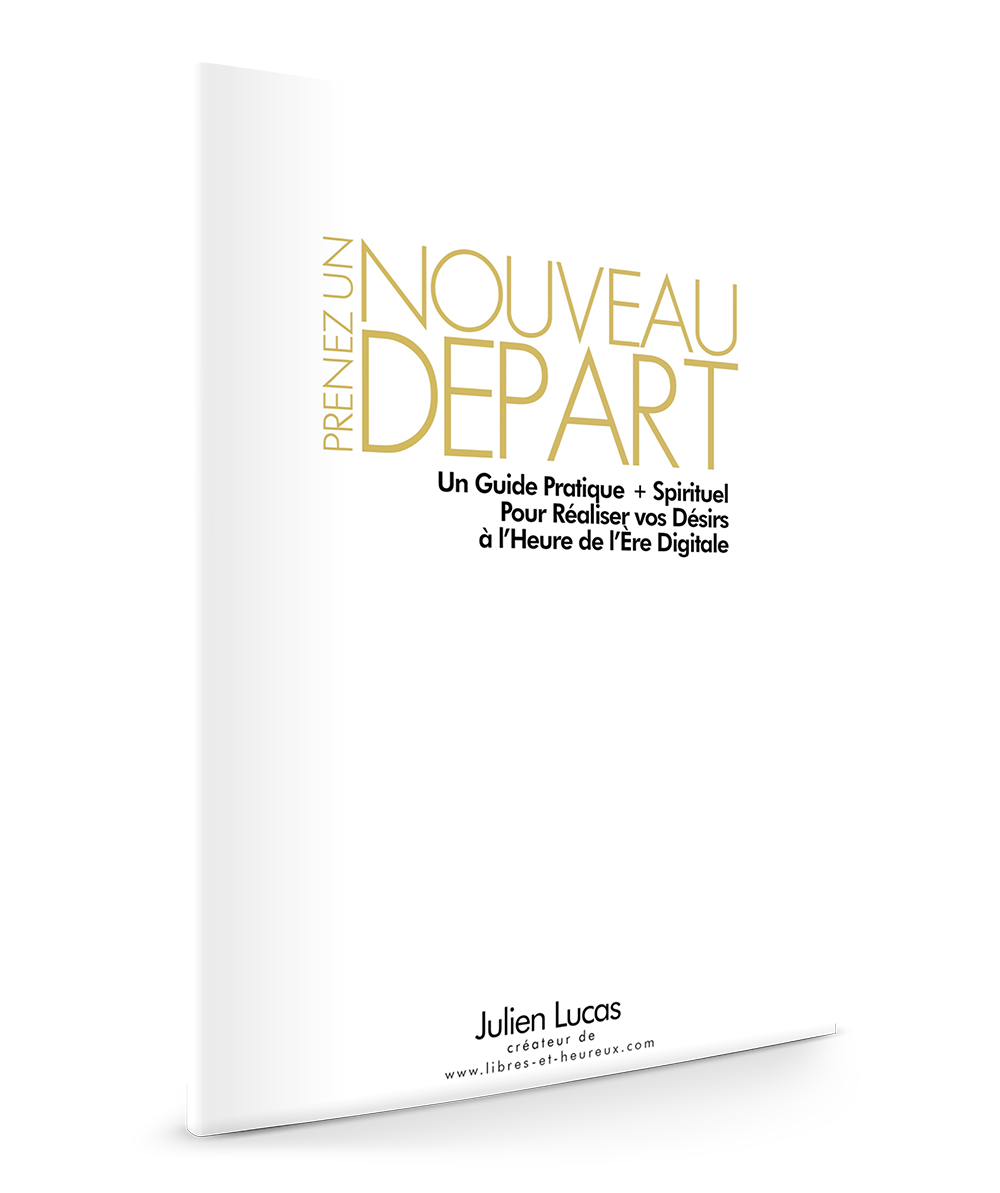 PRENEZ UN
NOUVEAU
DEPART
Un Guide Pratique + Spirituel
Pour Réaliser vos Désirs
à l'Heure de l'Ère Digitale
Julien Lucas
créateur de
www.libres-et-heureux.com